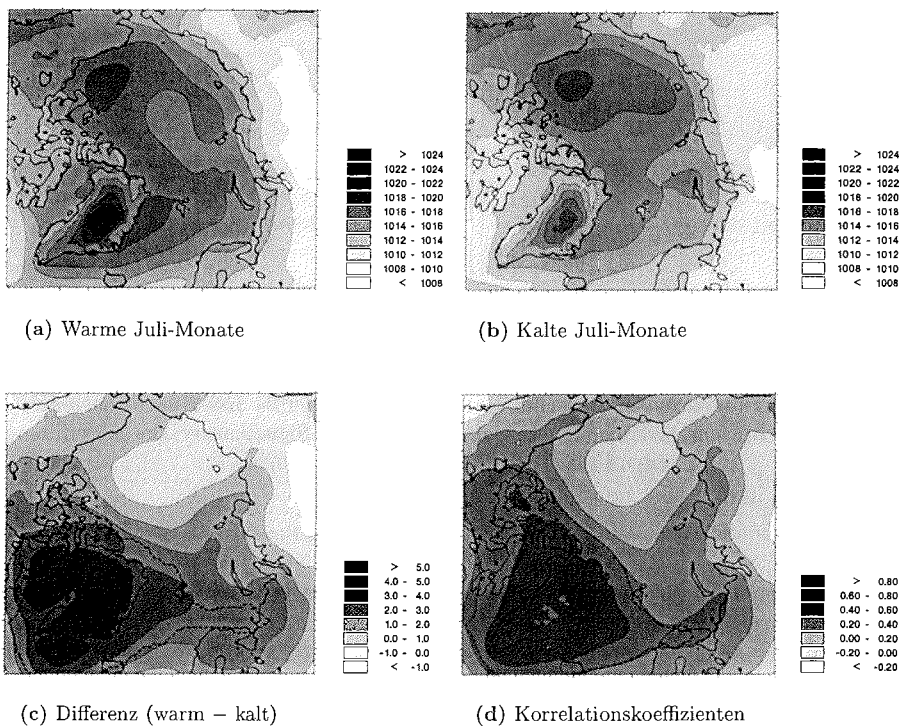 > 1024
1022 - 1024
1020 - 1022
1018 - 1020
1016 - 1018
1014 - 1016
1012 - 1014
1010 - 1012
1008 - 1010
< 1008
(a) Warme Juli-Monate
> 1024
1022 - 1024
1020 - 1022
1018 - 1020
1016 - 1018
1014 - 1016
1012 - 1014
1010 - 1012
1008 - 1010
< 1008
(b) Kalte Juli-Monate
> 5.0
4.0 - 5.0
3.0 - 4.0
2.0 - 3.0
1.0 - 2.0
0.0 - 1.0
-1.0 - 0.0
< -1.0
(c) Differenz (warm – kalt)
> 0.80
0.60 - 0.80
0.40 - 0.60
0.20 - 0.40
0.00 - 0.20
-0.20 - 0.00
< -0.20
(d) Korrelationskoeffizienten